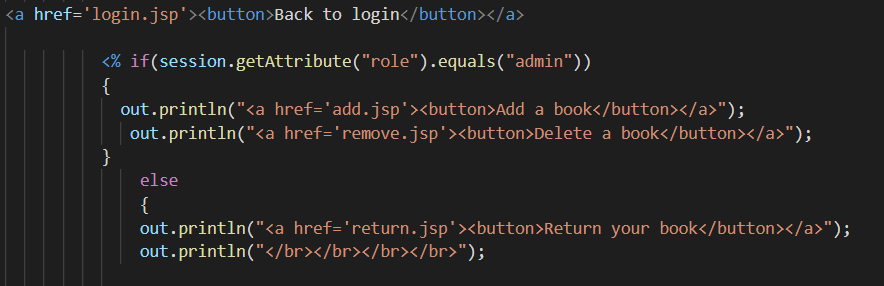 <a href='login.jsp'><button>Back to login</button></a>
<% if(session.getAttribute("role").equals("admin"))
{
out.println("<a href='add.jsp'><button>Add a book</button></a>");
out.println("<a href='remove.jsp'><button>Delete a book</button></a>");
}
else
{
out.println("<a href='return.jsp'><button>Return your book</button></a>");
out.println("</br></br></br></br>");